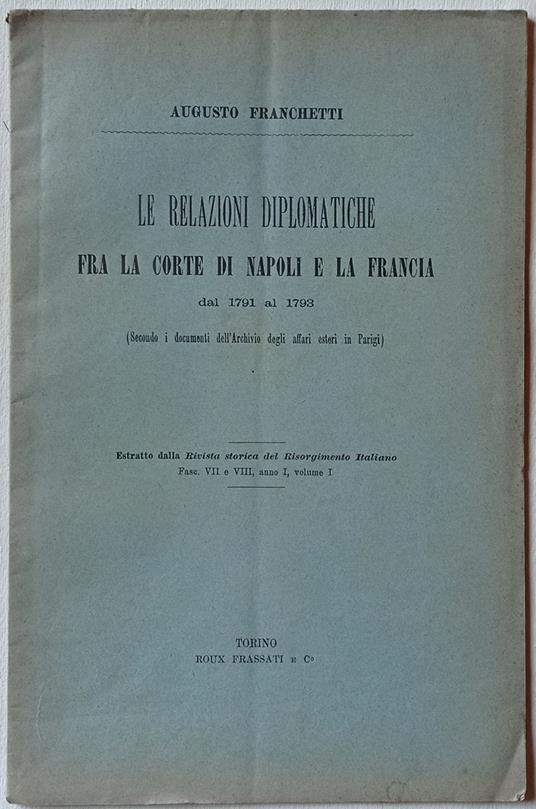 AUGUSTO FRANCHETTI
LE RELAZIONI DIPLOMATICHE
FRA LA CORTE DI NAPOLI E LA FRANCIA
dal 1791 al 1793
(Secondo i documenti dell'Archivio degli affari esteri in Parigi)
Estratto dalla Rivista storica del Risorgimento Italiano
Fasc. VII e VIII, anno I, volume I
TORINO
ROUX FRASSATI E Cº